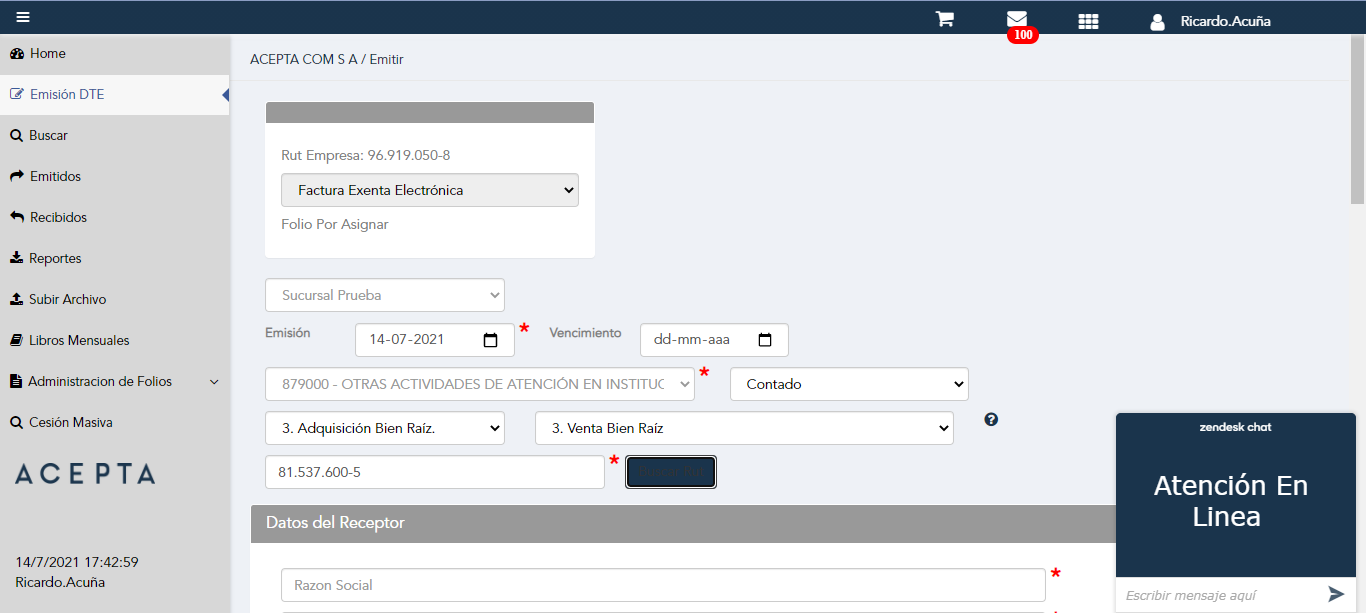 100
Ricardo.Acuña
Home
Emisión DTE
Buscar
Emitidos
Recibidos
Reportes
Subir Archivo
Libros Mensuales
Administracion de Folios
Cesión Masiva
ACEPTA
14/7/2021 17:42:59
Ricardo.Acuña
ACEPTA COM S A / Emitir
Rut Empresa: 96.919.050-8
Factura Exenta Electrónica
Folio Por Asignar
Sucursal Prueba
Emisión 14-07-2021 * Vencimiento dd-mm-aaa
879000 - OTRAS ACTIVIDADES DE ATENCIÓN EN INSTITUC * Contado
3. Adquisición Bien Raíz. 3. Venta Bien Raíz ?
81.537.600-5 *
Datos del Receptor
Razon Social *
zendesk chat
Atención En
Linea
Escribir mensaje aquí